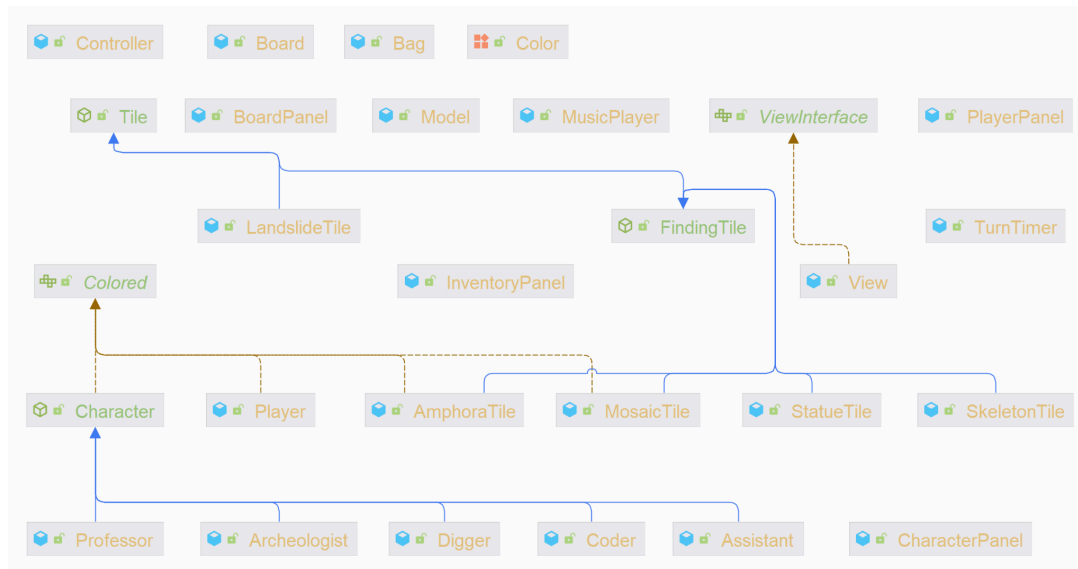 Controller
Board
Bag
Color
Tile
BoardPanel
Model
MusicPlayer
ViewInterface
PlayerPanel
LandslideTile
FindingTile
TurnTimer
Colored
InventoryPanel
View
Character
Player
AmphoraTile
MosaicTile
StatueTile
SkeletonTile
Professor
Archeologist
Digger
Coder
Assistant
CharacterPanel